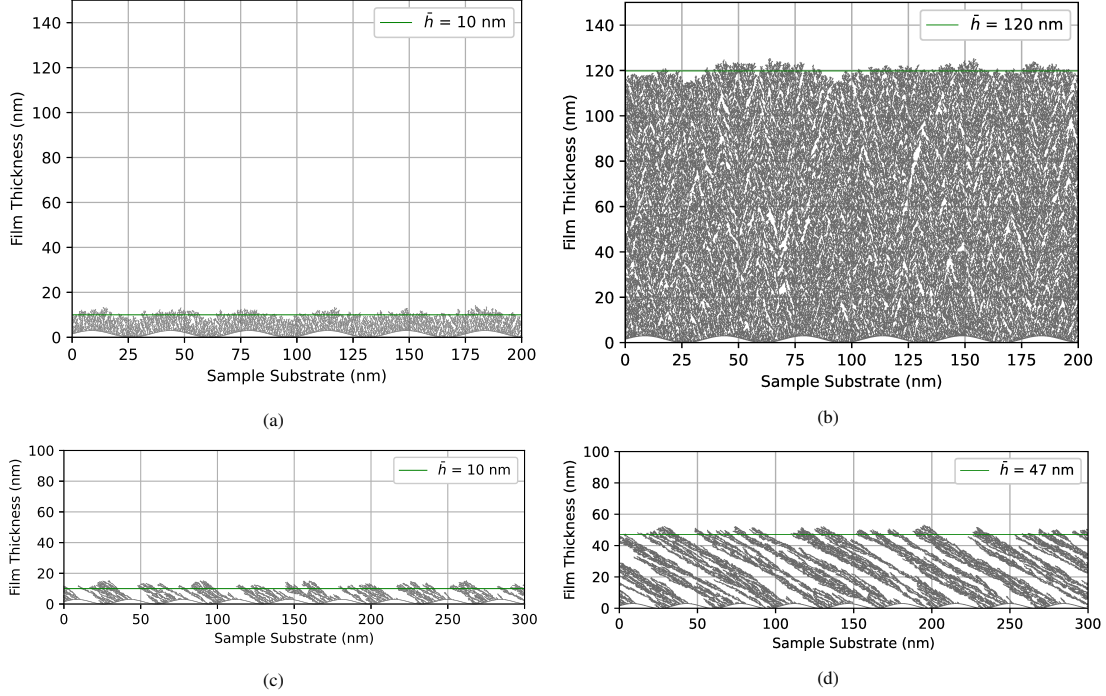 140
120
100
80
60
40
20
0
Film Thickness (nm)
h̄ = 10 nm
0 25 50 75 100 125 150 175 200
Sample Substrate (nm)
(a)
140
120
100
80
60
40
20
0
Film Thickness (nm)
h̄ = 120 nm
0 25 50 75 100 125 150 175 200
Sample Substrate (nm)
(b)
100
80
60
40
20
0
Film Thickness (nm)
h̄ = 10 nm
0 50 100 150 200 250 300
Sample Substrate (nm)
(c)
100
80
60
40
20
0
Film Thickness (nm)
h̄ = 47 nm
0 50 100 150 200 250 300
Sample Substrate (nm)
(d)